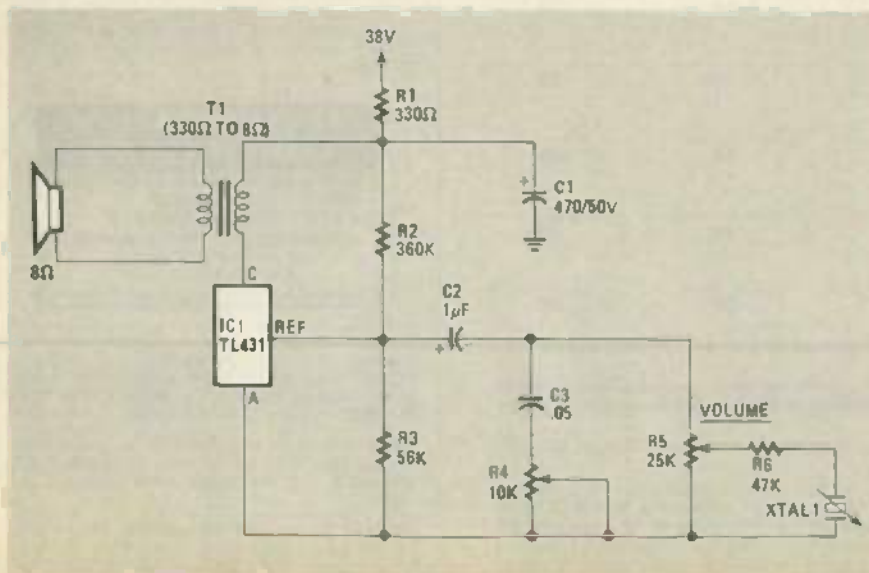 38V
R1
330Ω
T1
(330Ω TO 8Ω)
C1
470/50V
R2
360K
8Ω
C
IC1
TL431
REF
A
C2
1µF
+
+
C3
.05
VOLUME
R3
56K
R4
10K
R5
25K
R6
47K
XTAL1